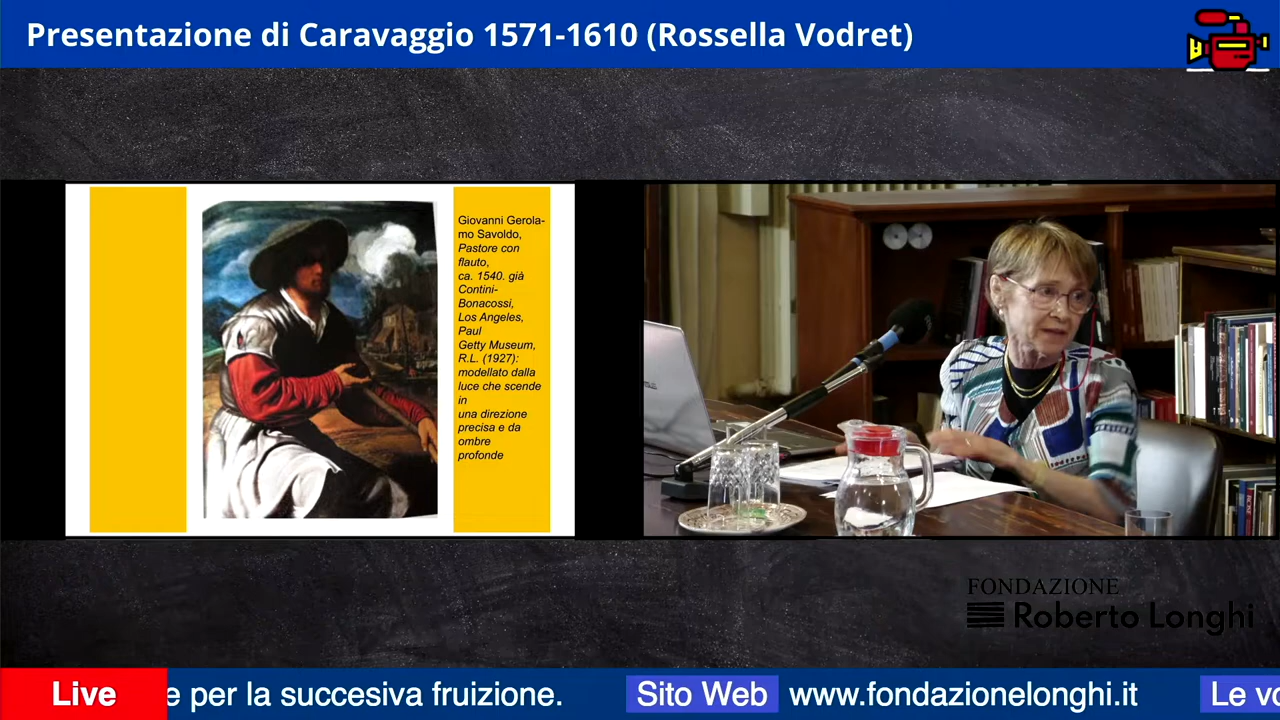 Presentazione di Caravaggio 1571-1610 (Rossella Vodret)
Giovanni Gerola-
mo Savoldo,
Pastore con
flauto,
ca. 1540. già
Contini-
Bonacossi,
Los Angeles,
Paul
Getty Museum,
R.L. (1927):
modellato dalla
luce che scende
in
una direzione
precisa e da
ombre
profonde
FONDAZIONE
Roberto Longhi
Live
e per la succesiva fruizione.
Sito Web
www.fondazionelonghi.it
Le vo